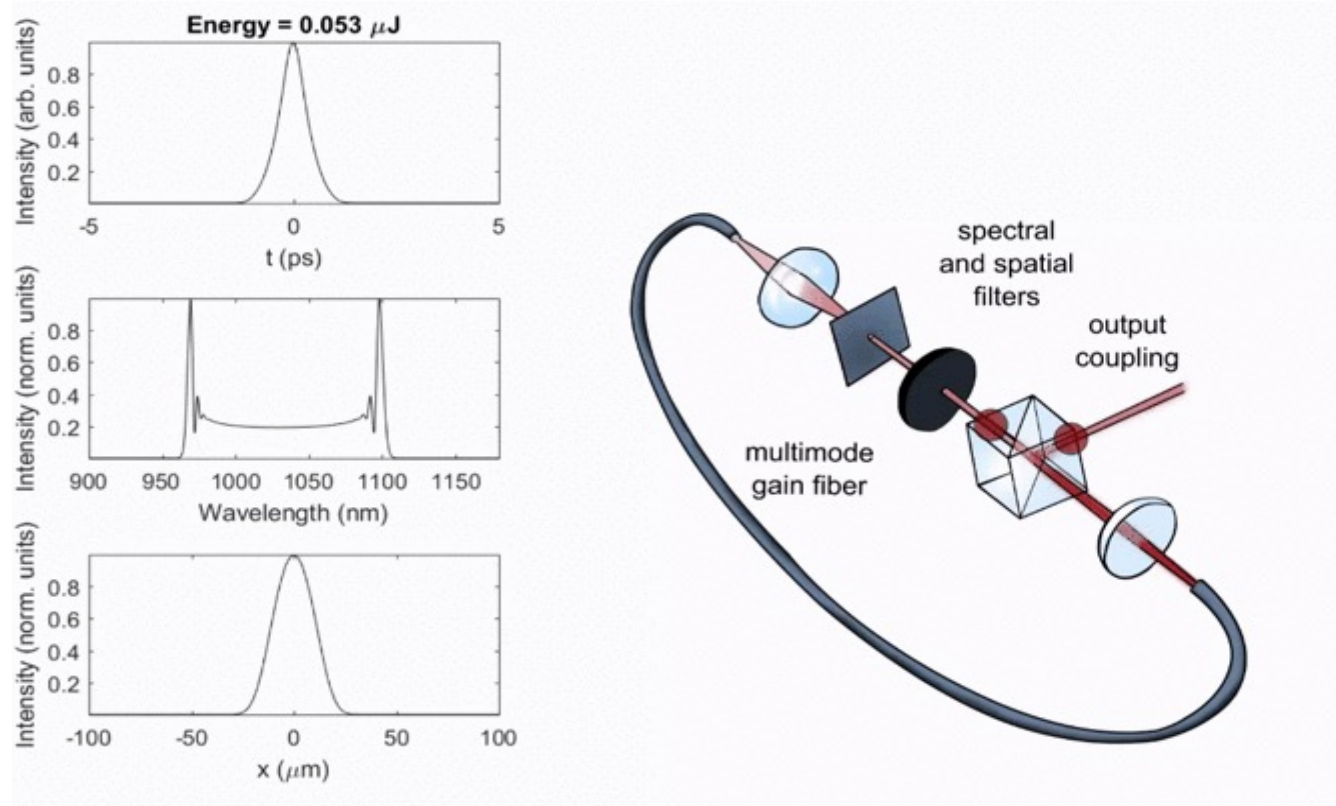 Energy = 0.053 μJ
Intensity (arb. units)
0.8
0.6
0.4
0.2
-5
0
5
t (ps)
Intensity (norm. units)
0.8
0.6
0.4
0.2
900
950
1000
1050
1100
1150
Wavelength (nm)
Intensity (norm. units)
0.8
0.6
0.4
0.2
-100
-50
0
50
100
x (μm)
spectral
and spatial
filters
output
coupling
multimode
gain fiber